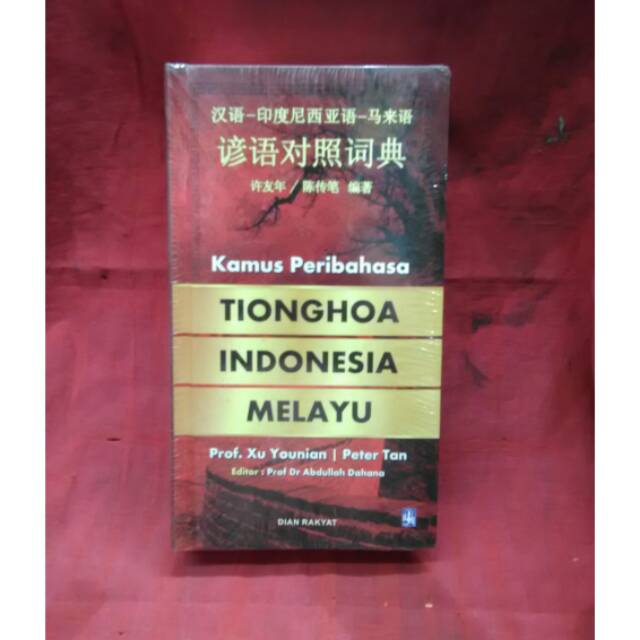 汉语-印度尼西亚语-马来语
谚语对照词典
许友年 / 陈传笔 编著
Kamus Peribahasa
TIONGHOA
INDONESIA
MELAYU
Prof. Xu Younian | Peter Tan
Editor : Prof Dr Abdullah Dahana
DIAN RAKYAT